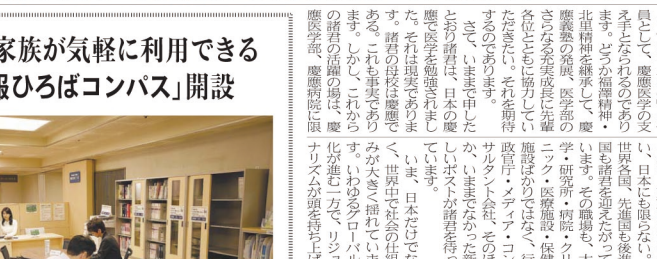 家族が気軽に利用できる
報ひろばコンパス」開設
員として、慶應医学の支
え手となられるのであり
ます。どうか福澤精神・
北里精神を継承して、慶
應義塾の発展、医学部の
さらなる充実成長に先輩
各位とともに協力してい
ただきたい。それを期待
するのであります。
さて、いままで申した
とおり諸君は、日本の慶
應で医学を勉強されまし
た。それは現実でありま
す。諸君の母校は慶應で
ある。これも事実であり
ます。しかし、これから
の諸君の活躍の場は、慶
應医学部、慶應病院に限
い、日本にも限らない。
世界各国、先進国も後進
国も諸君を迎えたがって
います。その職場も、大
学・研究所・病院・クリ
ニック・医療施設・保健
施設ばかりではなく、行
政官庁・メディア・コン
サルタント会社、そのほ
か、いままでなかった新
しいポストが諸君を待っ
ています。
いま、日本だけでな
く、世界中で社会の仕組
みが大きく揺れていま
す。いわゆるグローバル
化が進む一方で、リジョ
ナリズムが頭を持ち上げ